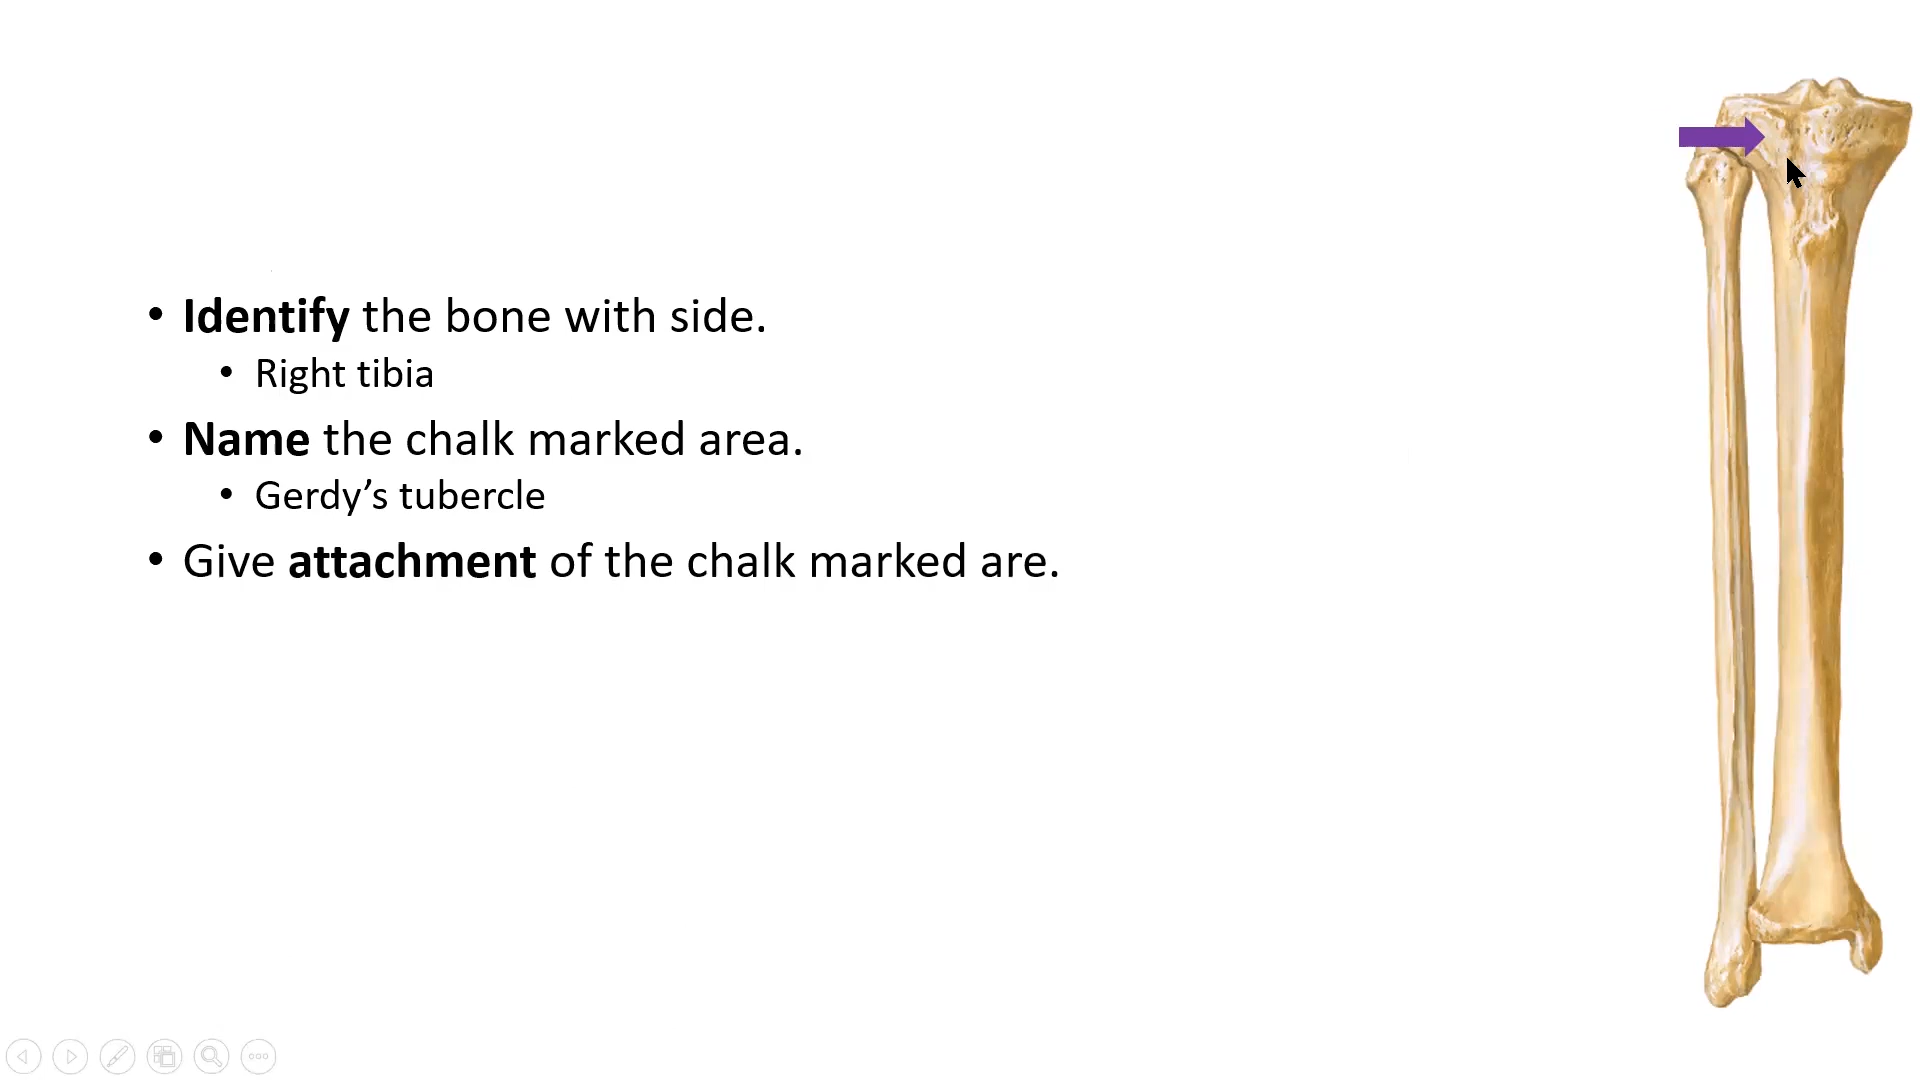 • Identify the bone with side.
• Right tibia
• Name the chalk marked area.
• Gerdy’s tubercle
• Give attachment of the chalk marked are.